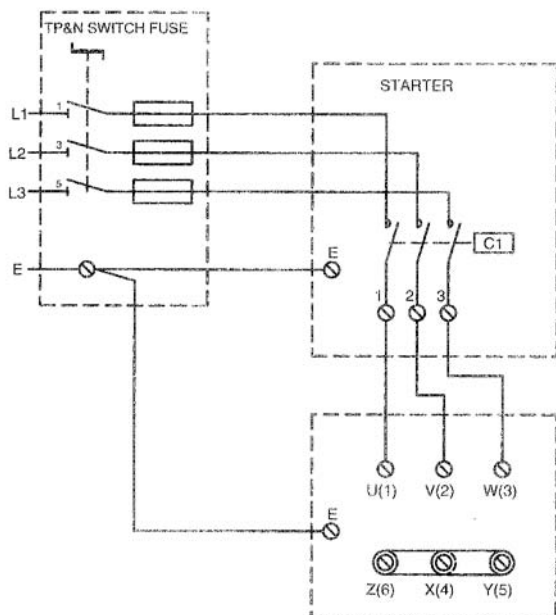 TP&N SWITCH FUSE
STARTER
L1
1
L2
3
L3
5
C1
E
E
1
2
3
U(1)
V(2)
W(3)
E
Z(6)
X(4)
Y(5)